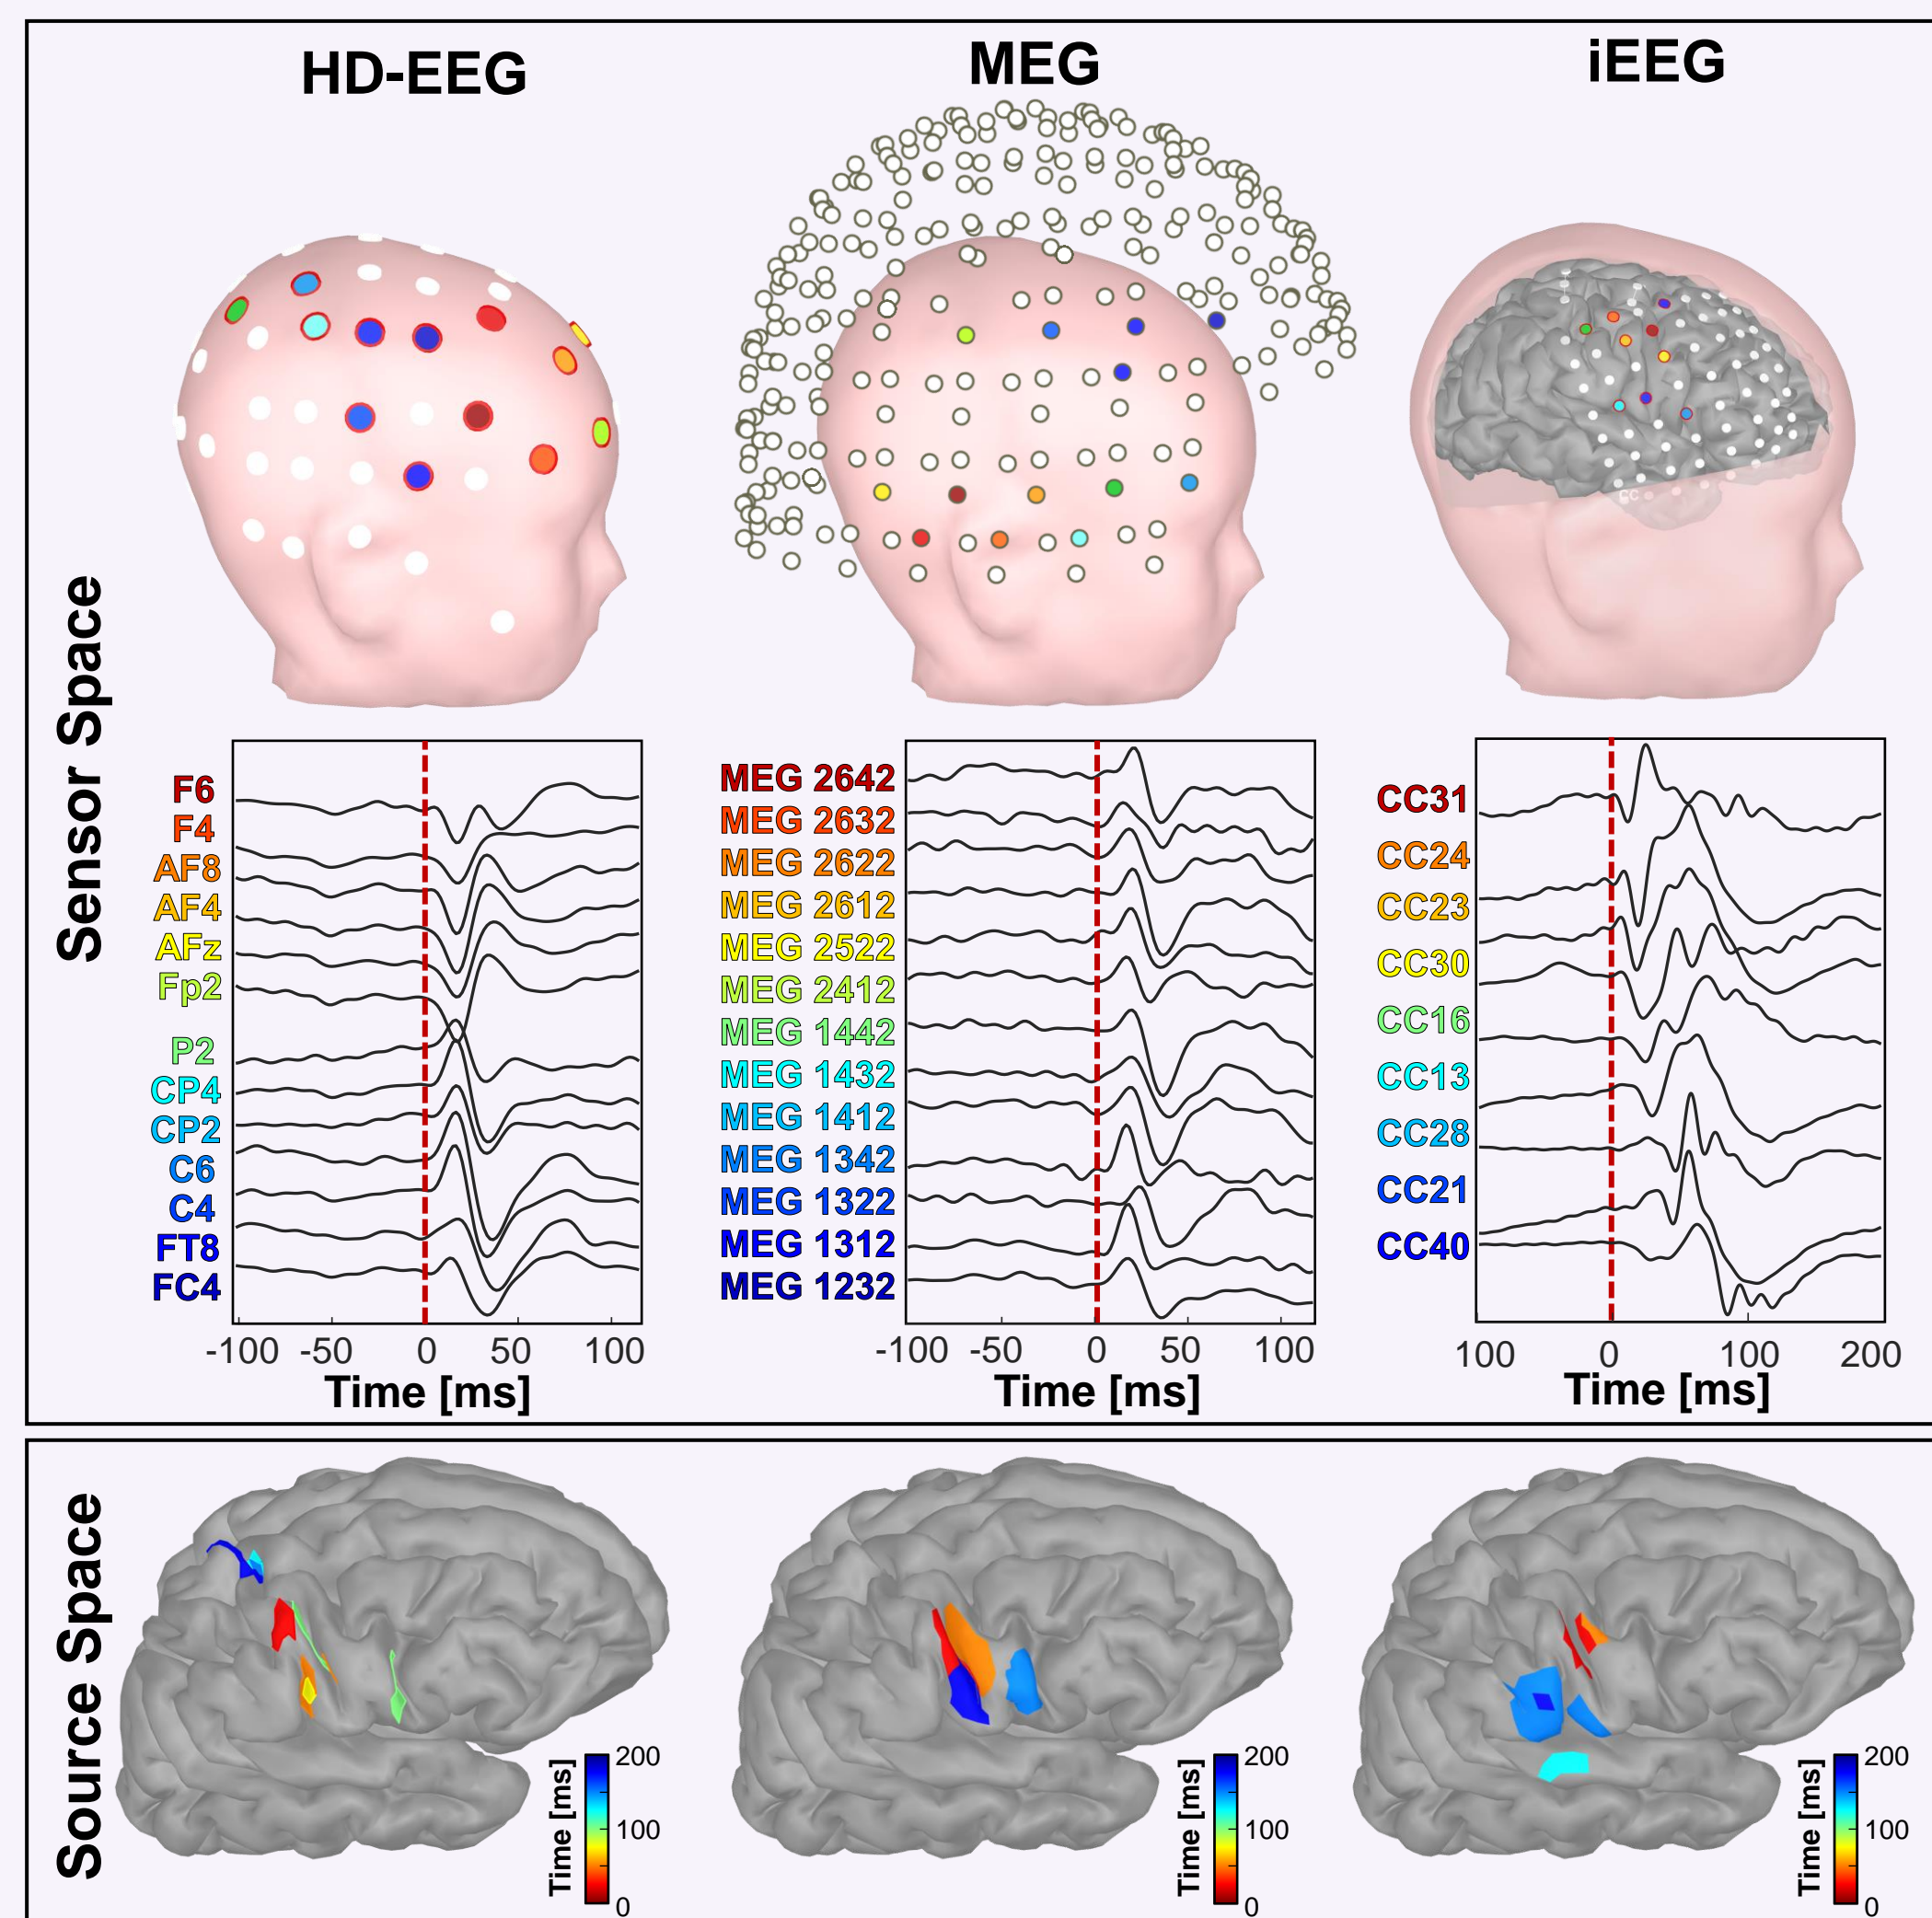 HD-EEG
MEG
iEEG
Sensor Space
CC
F6
F4
AF8
AF4
AFz
Fp2
P2
CP4
CP2
C6
C4
FT8
FC4
-100 -50 0 50 100
Time [ms]
MEG 2642
MEG 2632
MEG 2622
MEG 2612
MEG 2522
MEG 2412
MEG 1442
MEG 1432
MEG 1412
MEG 1342
MEG 1322
MEG 1312
MEG 1232
-100 -50 0 50 100
Time [ms]
CC31
CC24
CC23
CC30
CC16
CC13
CC28
CC21
CC40
100 0 100 200
Time [ms]
Source Space
Time [ms]
200
100
0
Time [ms]
200
100
0
Time [ms]
200
100
0